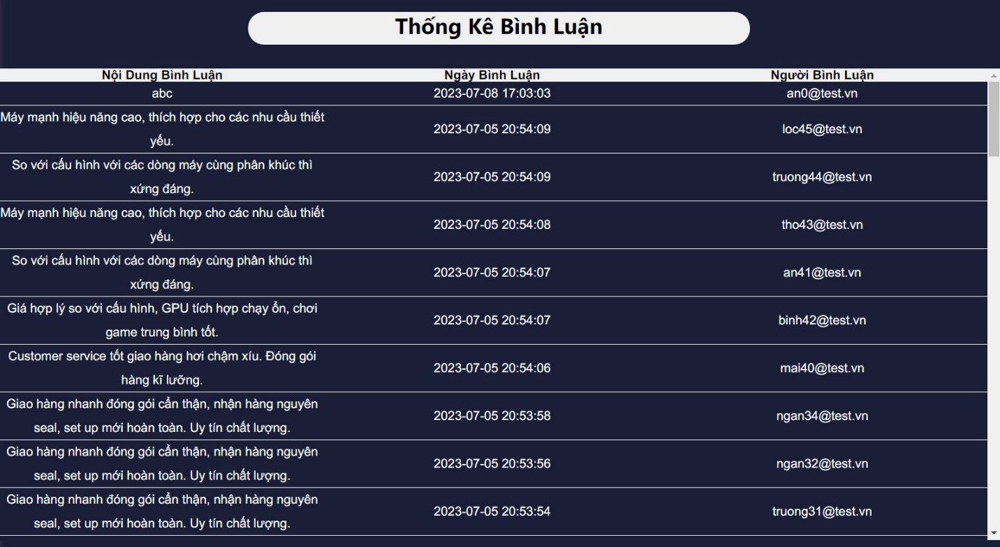 Thống Kê Bình Luận
Nội Dung Bình Luận Ngày Bình Luận Người Bình Luận
abc 2023-07-08 17:03:03 an0@test.vn
Máy mạnh hiệu năng cao, thích hợp cho các nhu cầu thiết
yếu. 2023-07-05 20:54:09 loc45@test.vn
So với cấu hình với các dòng máy cùng phân khúc thì
xứng đáng. 2023-07-05 20:54:09 truong44@test.vn
Máy mạnh hiệu năng cao, thích hợp cho các nhu cầu thiết
yếu. 2023-07-05 20:54:08 tho43@test.vn
So với cấu hình với các dòng máy cùng phân khúc thì
xứng đáng. 2023-07-05 20:54:07 an41@test.vn
Giá hợp lý so với cấu hình, GPU tích hợp chạy ổn, chơi
game trung bình tốt. 2023-07-05 20:54:07 binh42@test.vn
Customer service tốt giao hàng hơi chậm xíu. Đóng gói
hàng kĩ lưỡng. 2023-07-05 20:54:06 mai40@test.vn
Giao hàng nhanh đóng gói cẩn thận, nhận hàng nguyên
seal, set up mới hoàn toàn. Uy tín chất lượng. 2023-07-05 20:53:58 ngan34@test.vn
Giao hàng nhanh đóng gói cẩn thận, nhận hàng nguyên
seal, set up mới hoàn toàn. Uy tín chất lượng. 2023-07-05 20:53:56 ngan32@test.vn
Giao hàng nhanh đóng gói cẩn thận, nhận hàng nguyên
seal, set up mới hoàn toàn. Uy tín chất lượng. 2023-07-05 20:53:54 truong31@test.vn